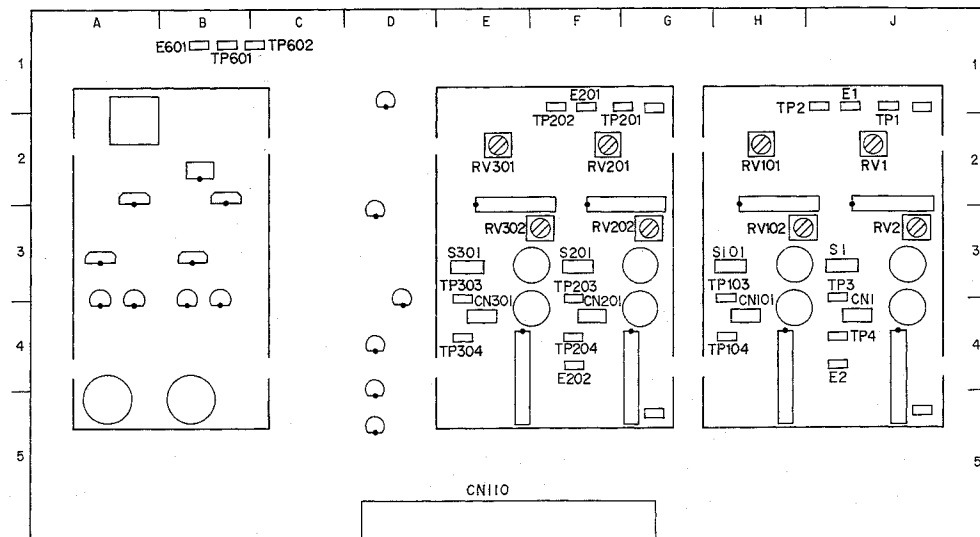 A B C D E F G H J
E601 TP601 TP602
1 1
E201 E1
TP202 TP201 TP2 TP1
2 2
RV301 RV201 RV101 RV1
RV302 RV202 RV102 RV2
3 3
S301 S201 S101 S1
TP303 TP203 TP103 TP3
CN301 CN201 CN101 CN1
4 4
TP304 TP204 TP104 TP4
E202 E2
5 5
CN110